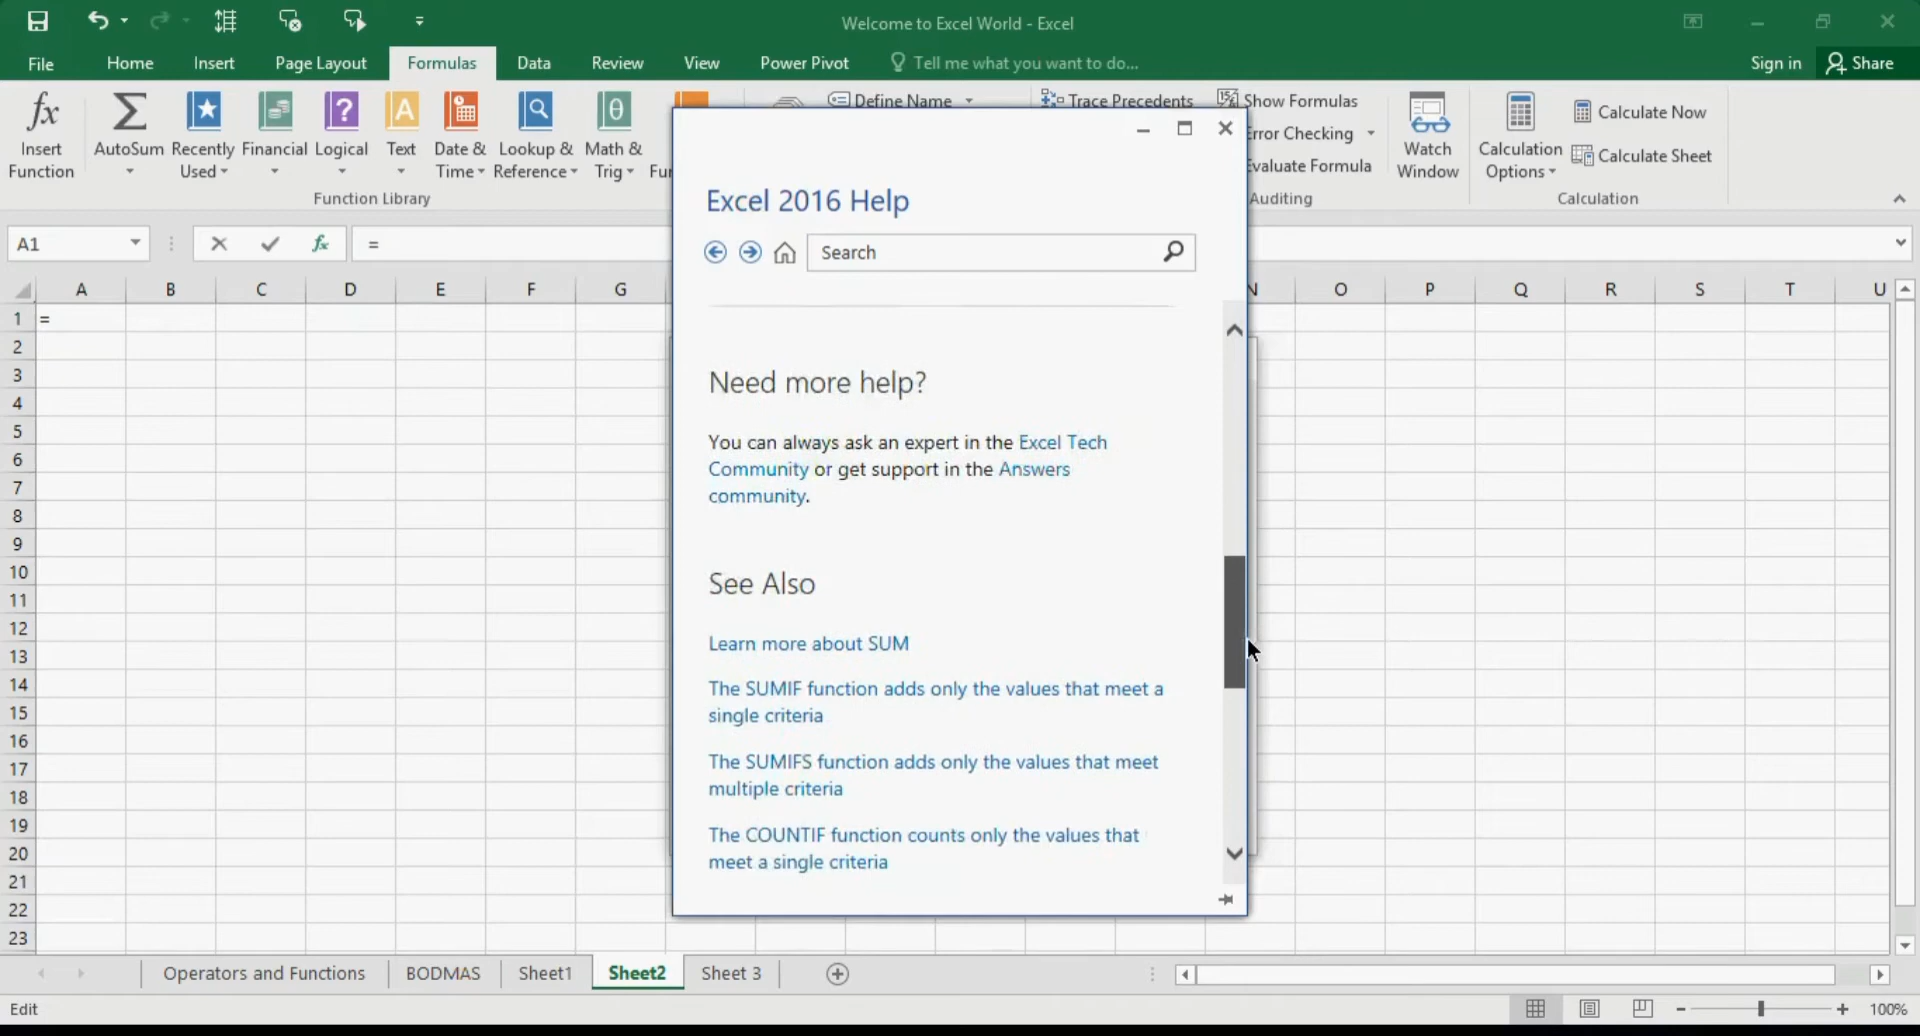 Welcome to Excel World - Excel
File Home Insert Page Layout Formulas Data Review View Power Pivot Tell me what you want to do... Sign in Share
fx Σ ? A θ Define Name Trace Precedents Show Formulas Calculate Now
Error Checking
Insert AutoSum Recently Financial Logical Text Date & Lookup & Math & Watch Calculation Calculate Sheet
Function Used Time Reference Trig Evaluate Formula Window Options
Function Library Auditing Calculation
Excel 2016 Help
A1 fx =
Search
A B C D E F G N O P Q R S T U
1 =
2
3
4
5
6
7
8
9
10
11
12
13
14
15
16
17
18
19
20
21
22
23
Need more help?
You can always ask an expert in the Excel Tech
Community or get support in the Answers
community.
See Also
Learn more about SUM
The SUMIF function adds only the values that meet a
single criteria
The SUMIFS function adds only the values that meet
multiple criteria
The COUNTIF function counts only the values that
meet a single criteria
Operators and Functions BODMAS Sheet1 Sheet2 Sheet 3
Edit 100%